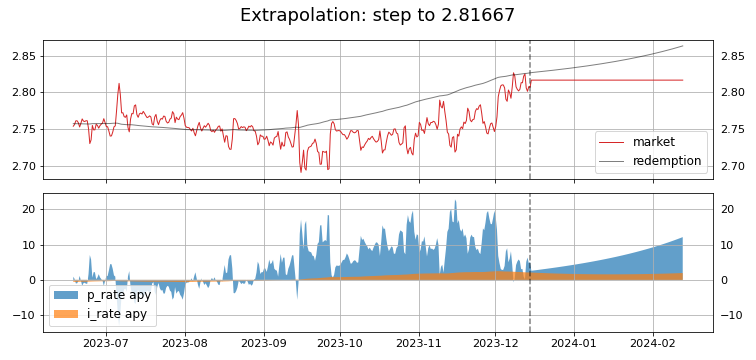 Extrapolation: step to 2.81667
2.85 2.85
2.80 2.80
2.75 2.75
2.70 2.70
market
redemption
20 20
10 10
0 0
−10 −10
p_rate apy
i_rate apy
2023-07 2023-08 2023-09 2023-10 2023-11 2023-12 2024-01 2024-02